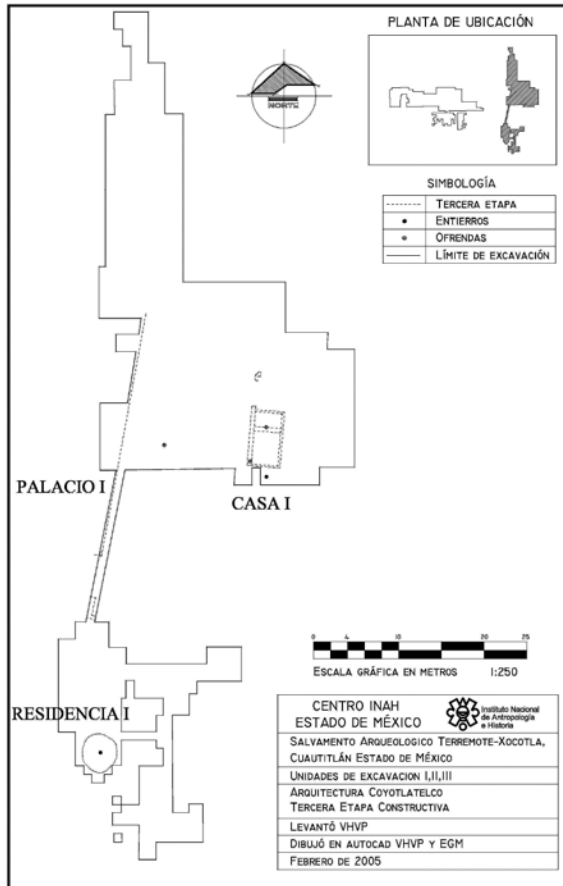 PLANTA DE UBICACIÓN
NORTE
SIMBOLOGÍA
TERCERA ETAPA
ENTIERROS
OFRENDAS
LÍMITE DE EXCAVACIÓN
PALACIO I
CASA I
RESIDENCIA I
0 4 10 20 25
ESCALA GRÁFICA EN METROS 1:250
CENTRO INAH
ESTADO DE MÉXICO
Instituto Nacional
de Antropología
e Historia
SALVAMENTO ARQUEOLOGICO TERREMOTE-XOCOTLA,
CUAUTITLÁN ESTADO DE MÉXICO
UNIDADES DE EXCAVACION I,II,III
ARQUITECTURA COYOTLATELCO
TERCERA ETAPA CONSTRUCTIVA
LEVANTÓ VHVP
DIBUJÓ EN AUTOCAD VHVP Y EGM
FEBRERO DE 2005